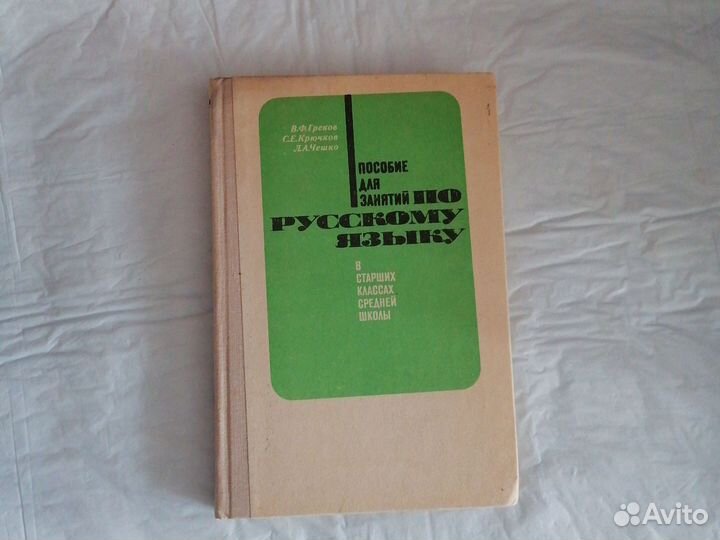 В.Ф.Греков
С.Е.Крючков
Л.А.Чешко
ПОСОБИЕ
ДЛЯ
ЗАНЯТИЙ ПО
РУССКОМУ
ЯЗЫКУ
В
СТАРШИХ
КЛАССАХ
СРЕДНЕЙ
ШКОЛЫ
Avito